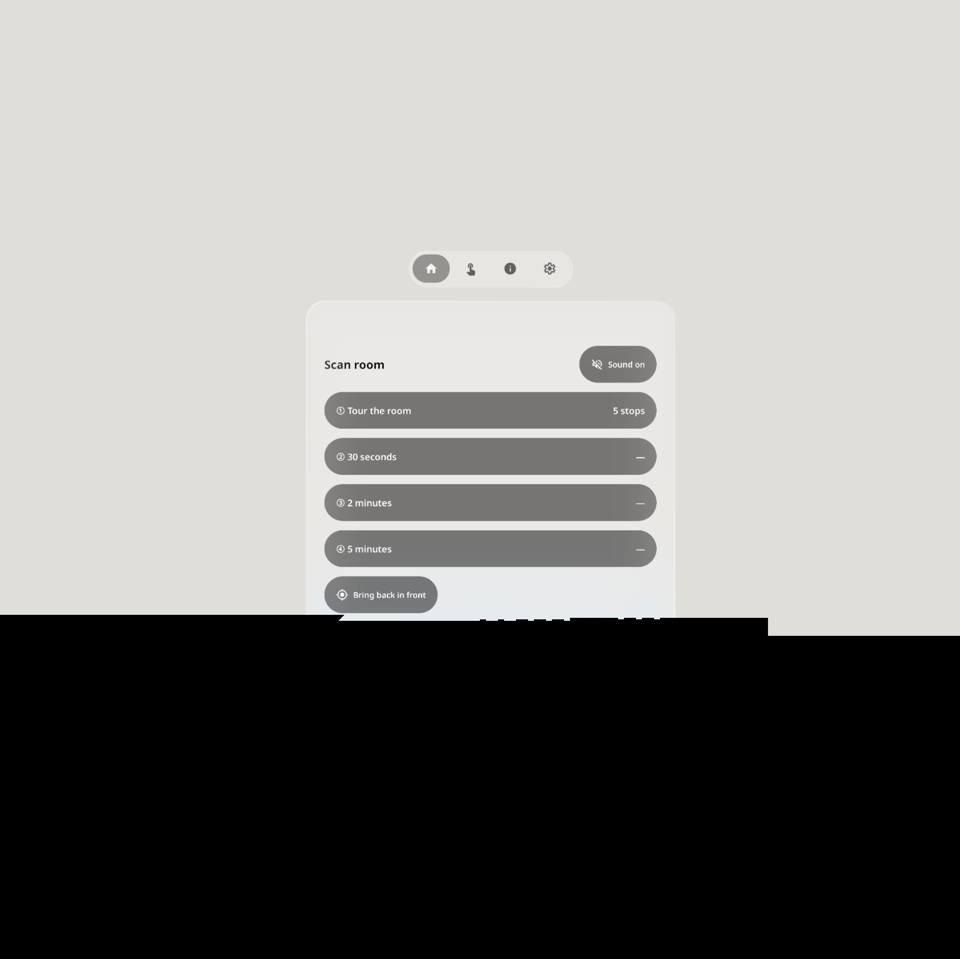 Scan room
Sound on
① Tour the room 5 stops
② 30 seconds —
③ 2 minutes —
④ 5 minutes —
Bring back in front